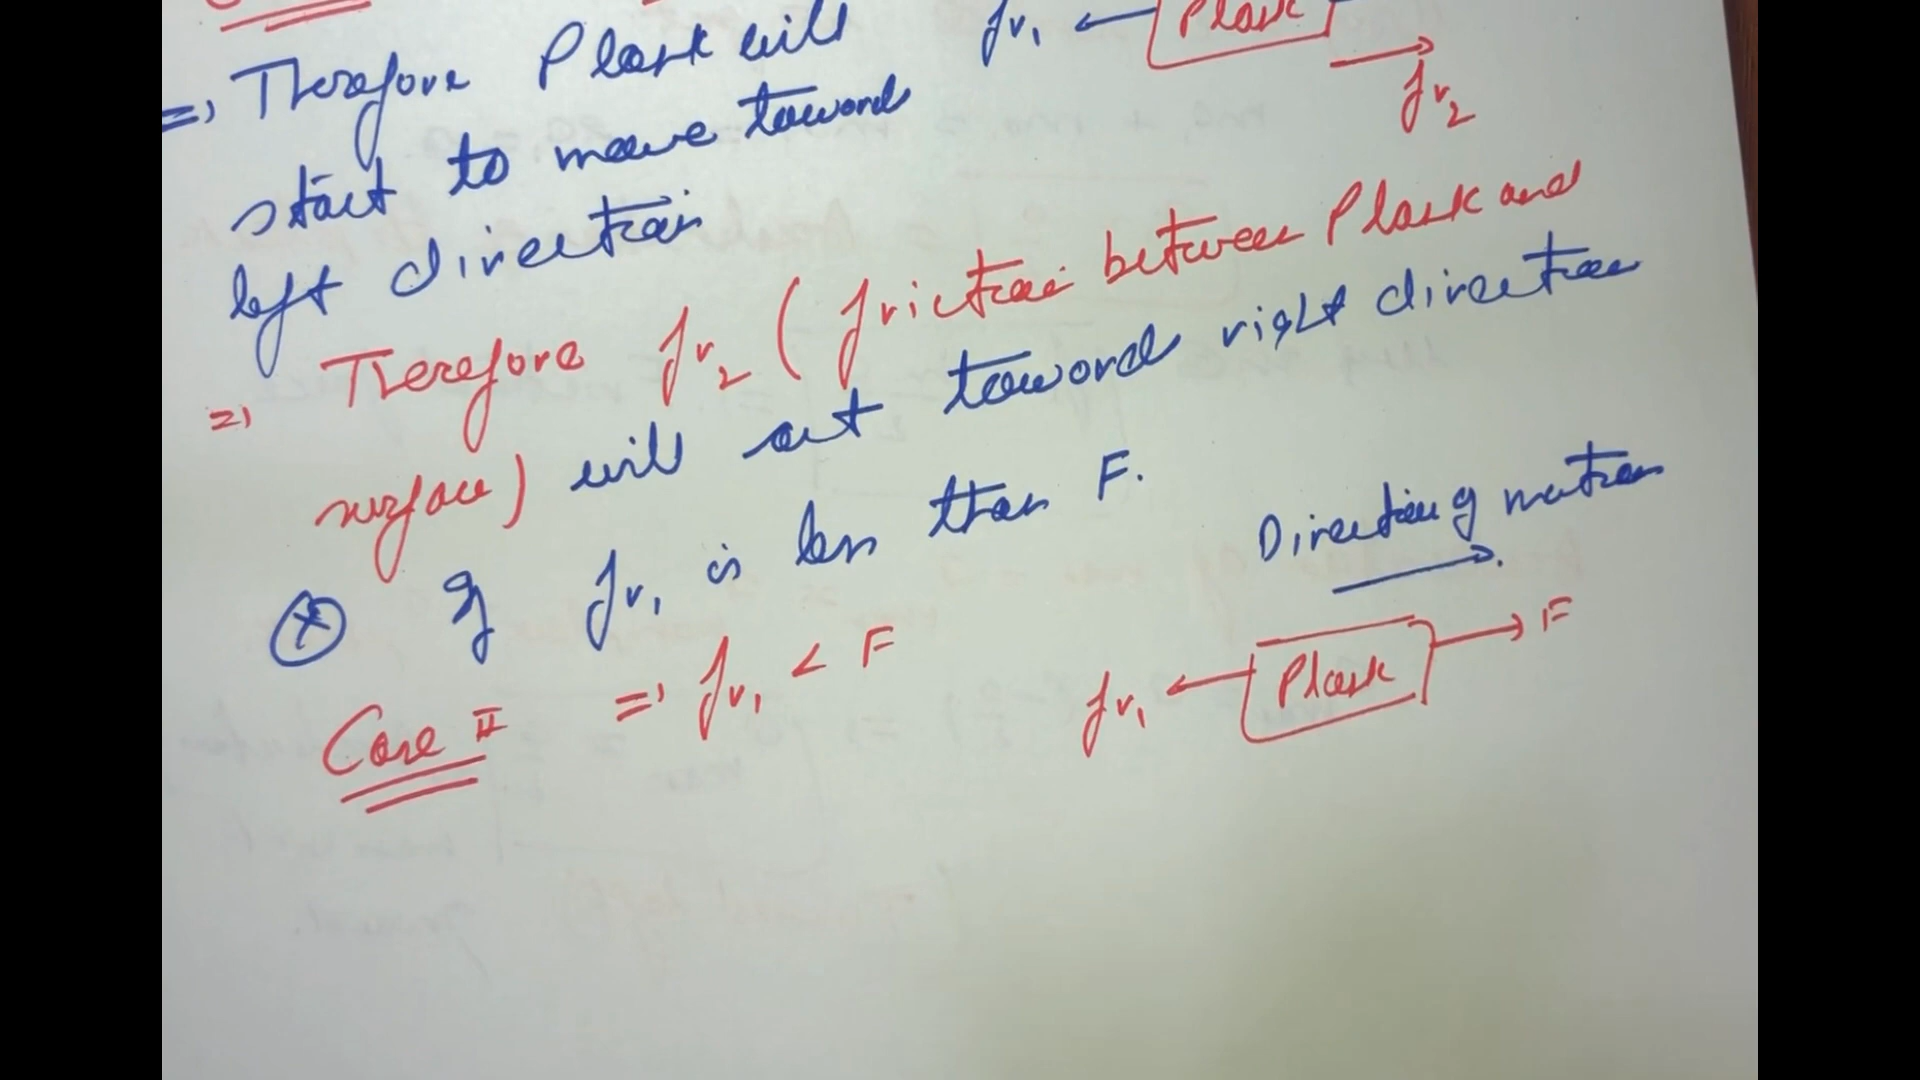 => Therefore Plank will
start to move toward
left direction
fr1 Plank
fr2
=> Therefore fr2 ( friction between Plank and
surface) will act toward right direction
* If fr1 is less than F.
Case II => fr1 < F
Direction of motion
fr1 Plank F